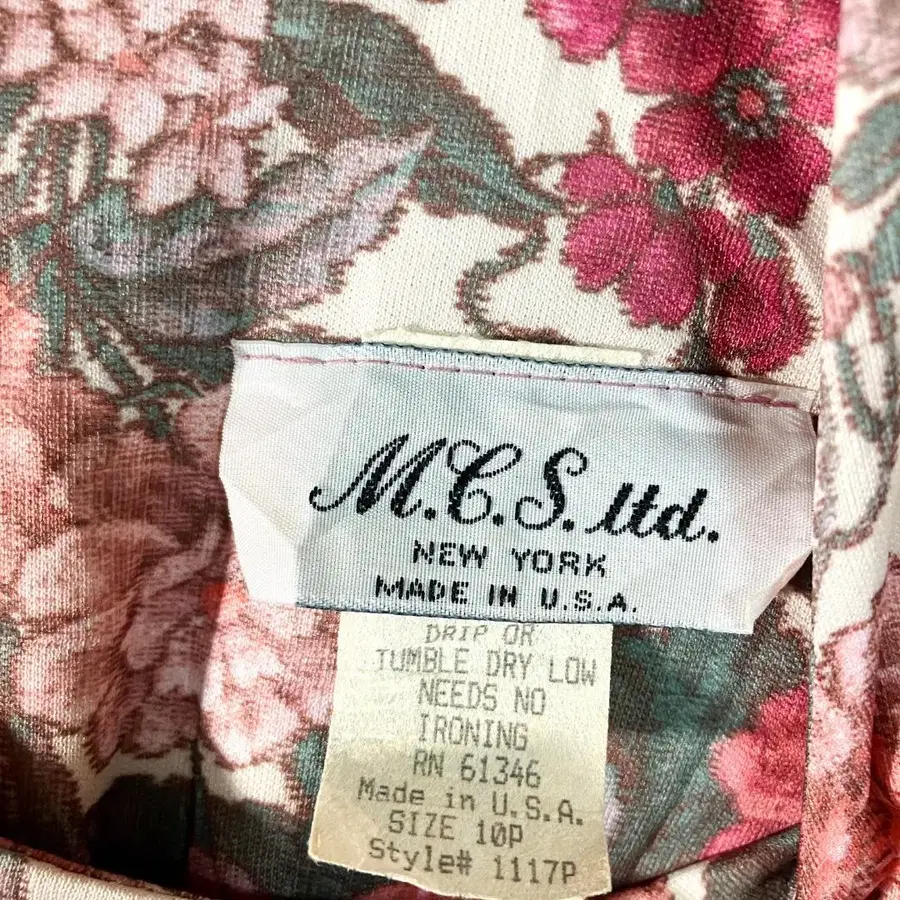 M.C.S. ltd.
NEW YORK
MADE IN U.S.A.
DRIP OR
TUMBLE DRY LOW
NEEDS NO
IRONING
RN 61346
Made in U.S.A.
SIZE 10P
Style# 1117P